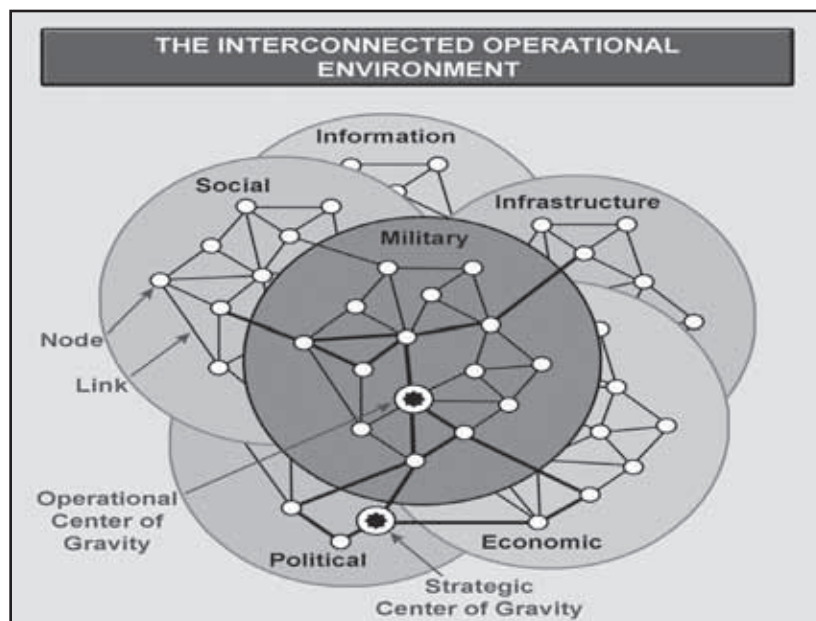 THE INTERCONNECTED OPERATIONAL
ENVIRONMENT
Information
Social
Infrastructure
Military
Node
Link
Operational
Center of
Gravity
Political
Economic
Strategic
Center of Gravity